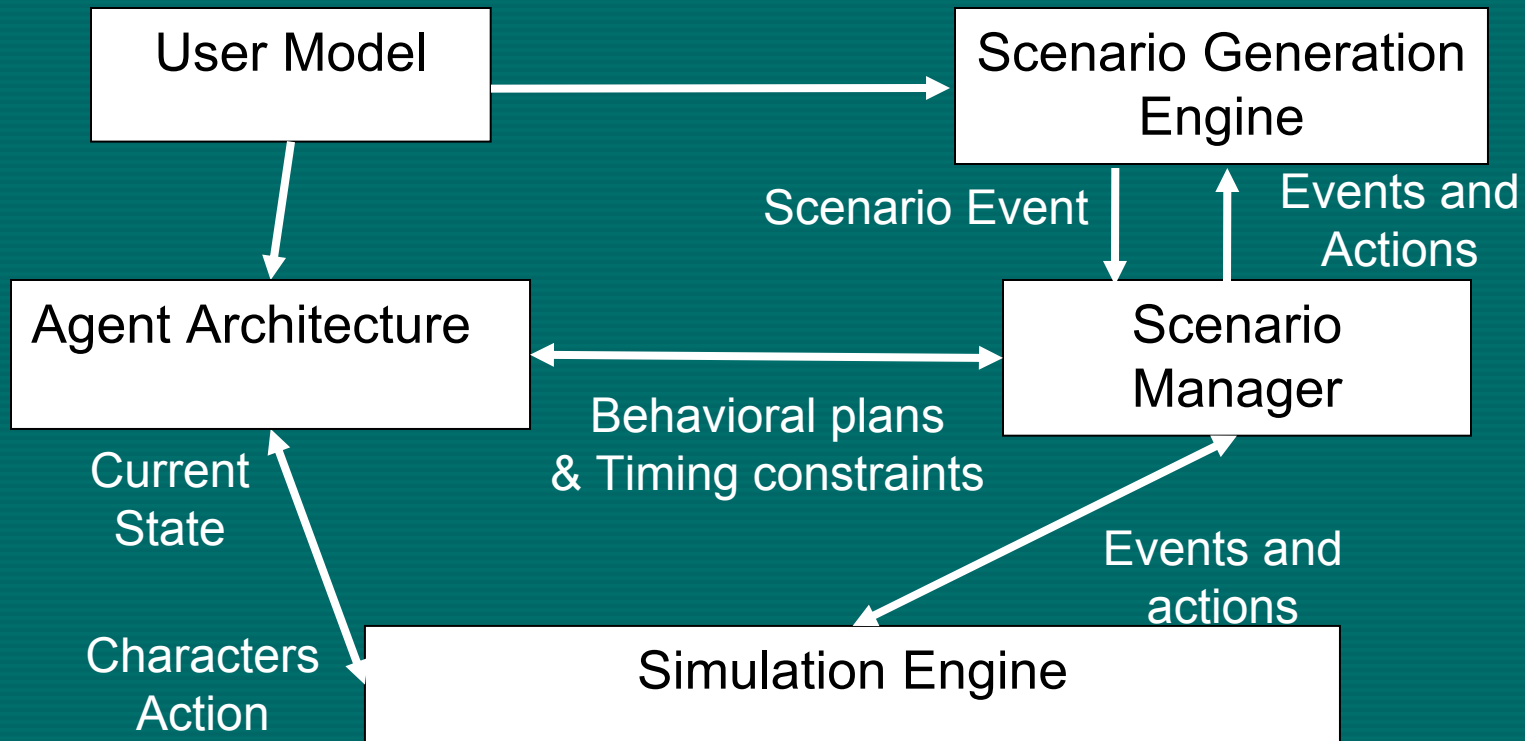 User Model
Scenario Generation
Engine
Scenario Event
Events and
Actions
Agent Architecture
Scenario
Manager
Behavioral plans
& Timing constraints
Current
State
Events and
actions
Characters
Action
Simulation Engine